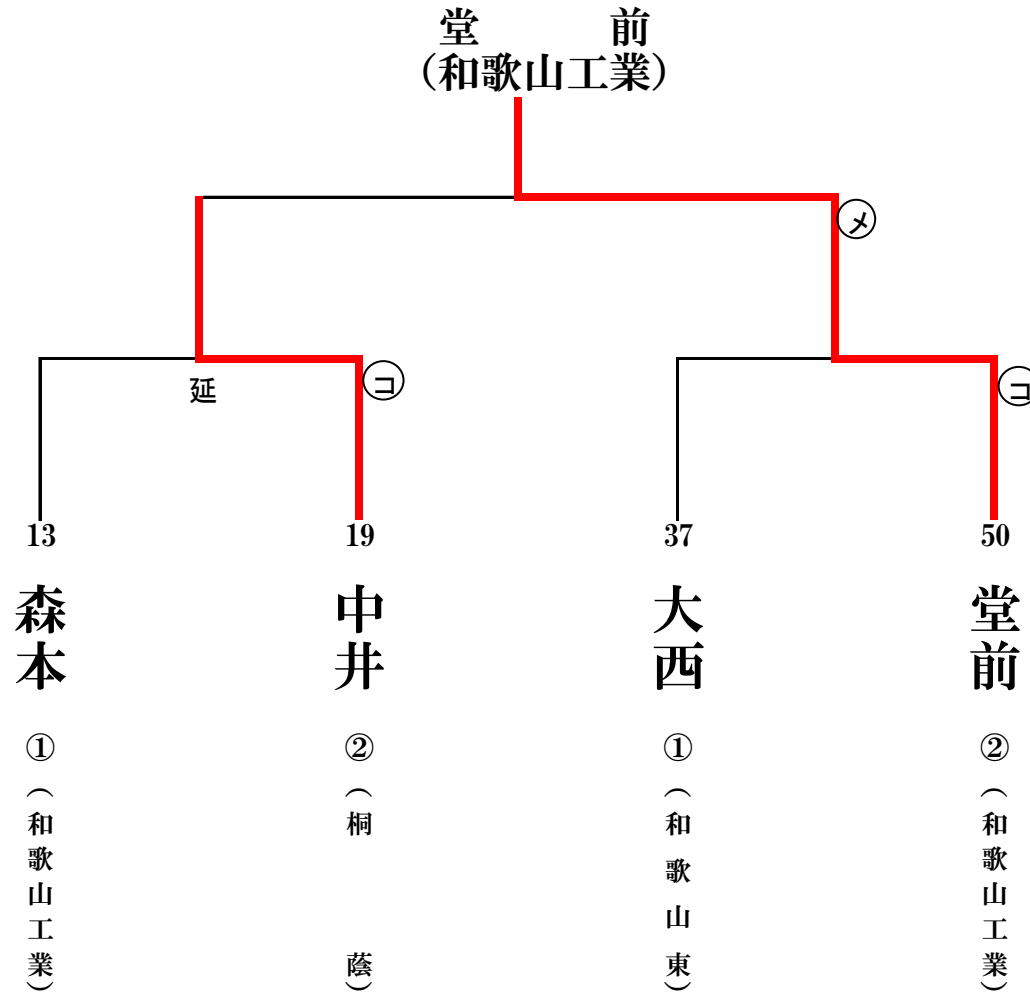 堂前
（和歌山工業）
メ
延
コ
コ
13
19
37
50
森本
①
（和歌山工業）
中井
②
（桐蔭）
大西
①
（和歌山東）
堂前
②
（和歌山工業）